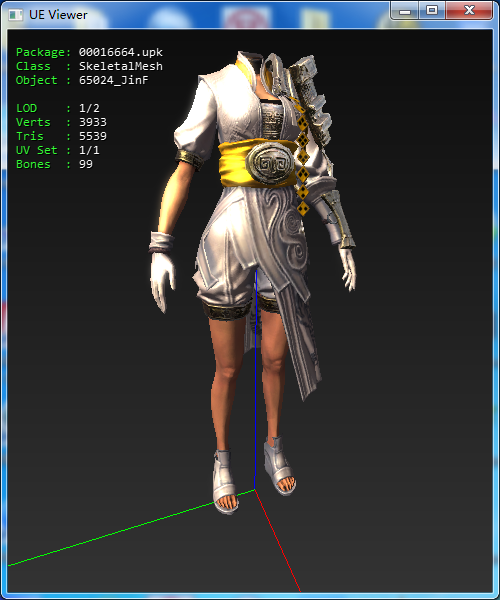 UE Viewer
Package: 00016664.upk
Class : SkeletalMesh
Object : 65024_JinF
LOD : 1/2
Verts : 3933
Tris : 5539
UV Set : 1/1
Bones : 99